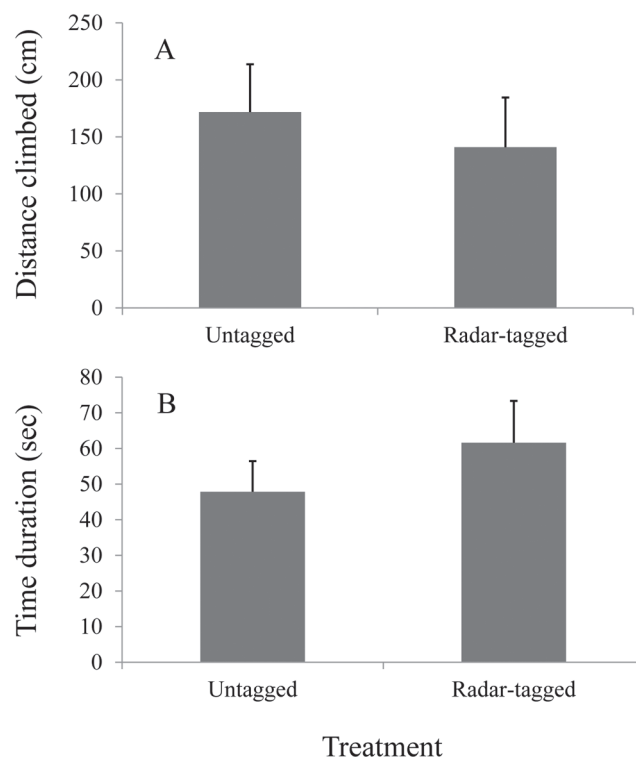 250
A
200
150
100
50
0
Distance climbed (cm)
Untagged Radar-tagged
80
B
70
60
50
40
30
20
10
0
Time duration (sec)
Untagged Radar-tagged
Treatment